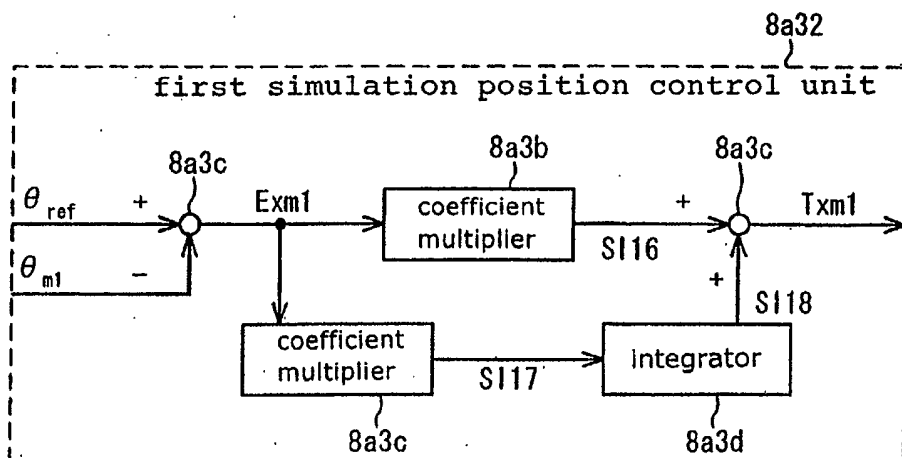 8a32
first simulation position control unit
8a3c
8a3b
8a3c
θref
+
Exm1
coefficient
multiplier
+
Txm1
SI16
θm1
−
+
SI18
coefficient
multiplier
SI17
integrator
8a3c
8a3d